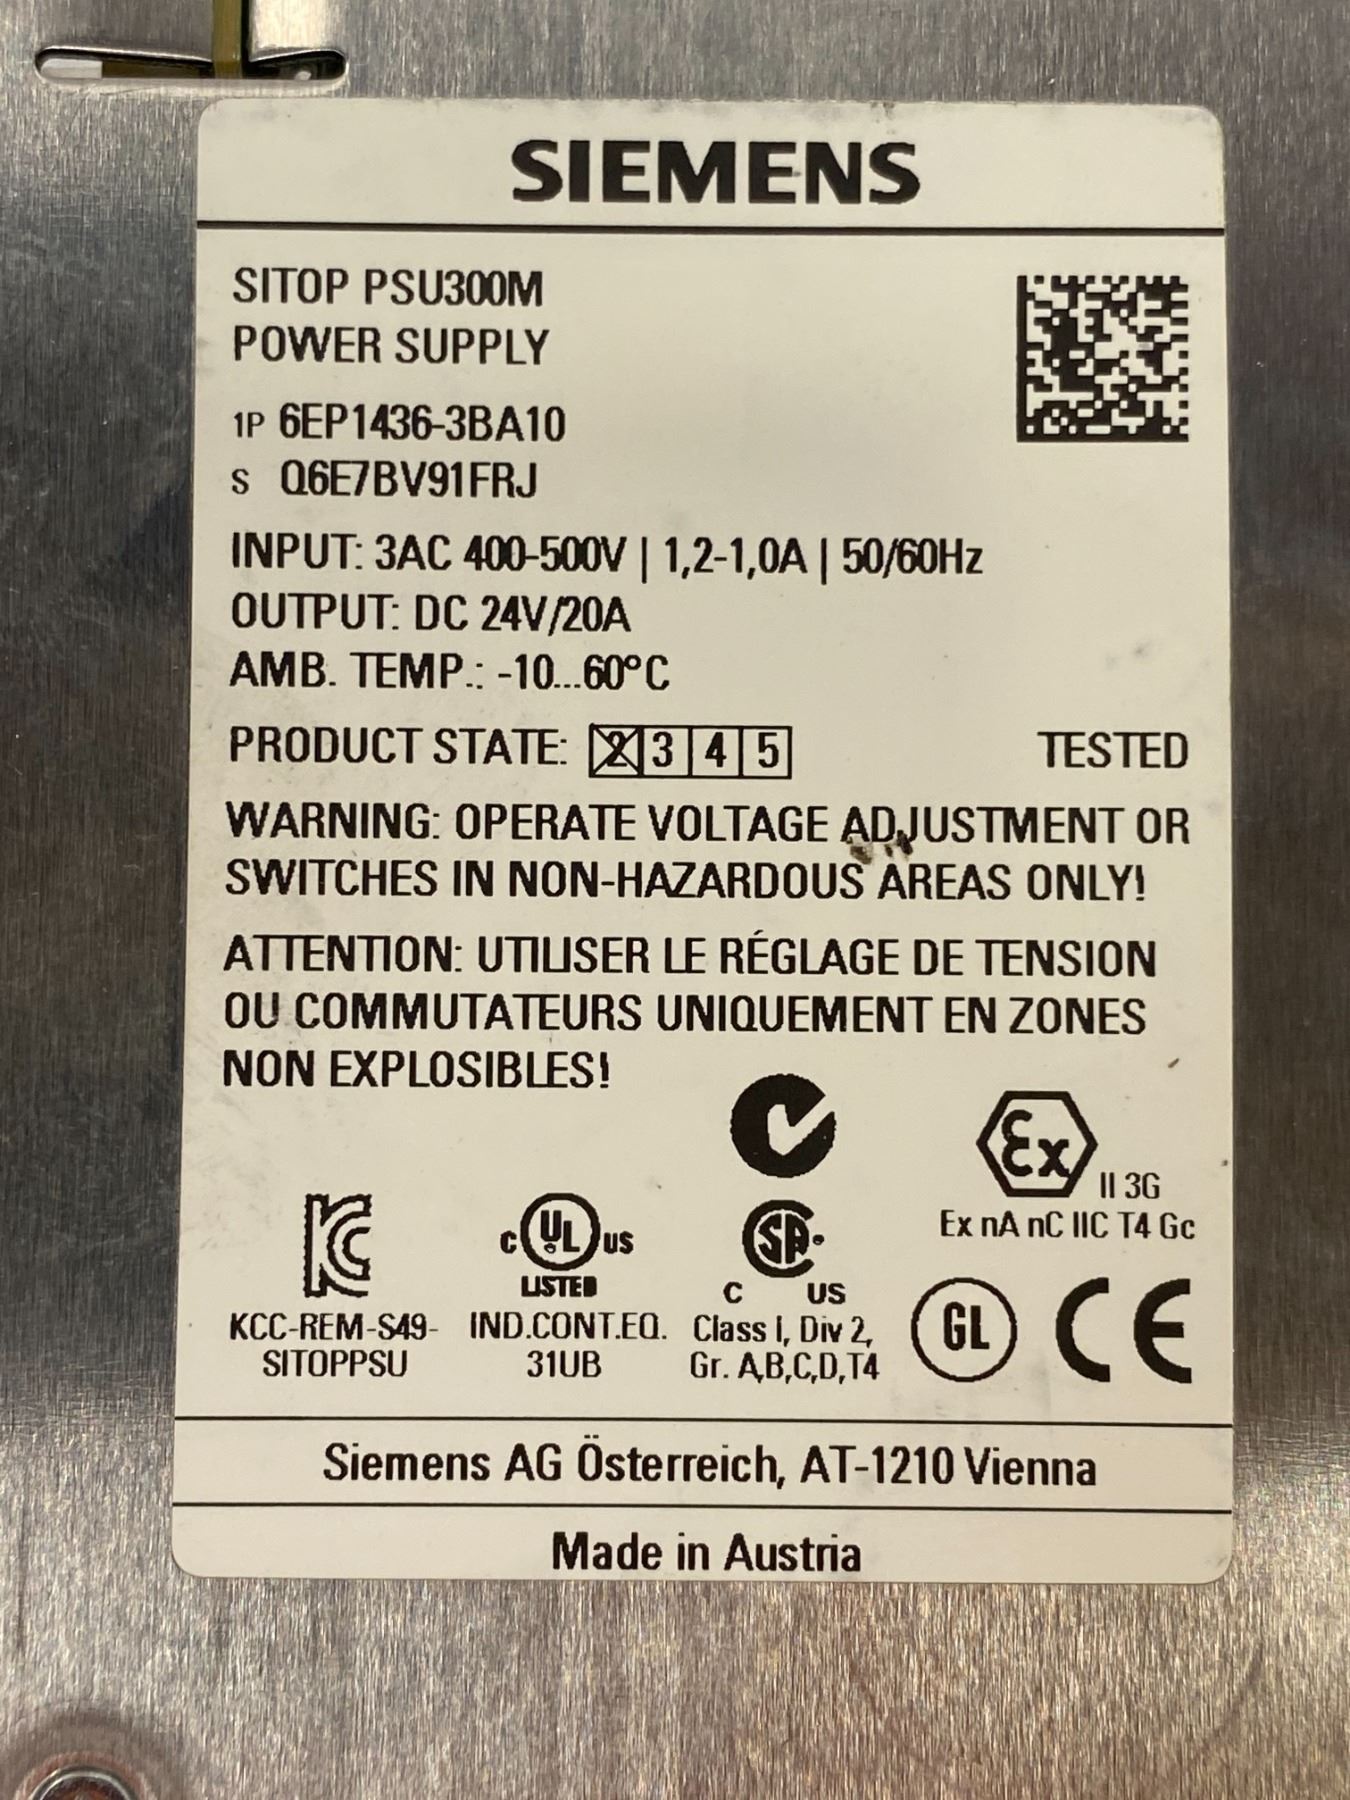 SIEMENS
SITOP PSU300M
POWER SUPPLY
1P 6EP1436-3BA10
S Q6E7BV91FRJ
INPUT: 3AC 400-500V | 1,2-1,0A | 50/60Hz
OUTPUT: DC 24V/20A
AMB. TEMP.: -10...60°C
PRODUCT STATE: 2 3 4 5 TESTED
WARNING: OPERATE VOLTAGE ADJUSTMENT OR
SWITCHES IN NON-HAZARDOUS AREAS ONLY!
ATTENTION: UTILISER LE RÉGLAGE DE TENSION
OU COMMUTATEURS UNIQUEMENT EN ZONES
NON EXPLOSIBLES!
Ex II 3G
Ex nA nC IIC T4 Gc
KC
KCC-REM-S49-
SITOPPSU
C UL US
LISTED
IND.CONT.EQ.
31UB
SA
C US
Class I, Div 2,
Gr. A,B,C,D,T4
GL CE
Siemens AG Österreich, AT-1210 Vienna
Made in Austria